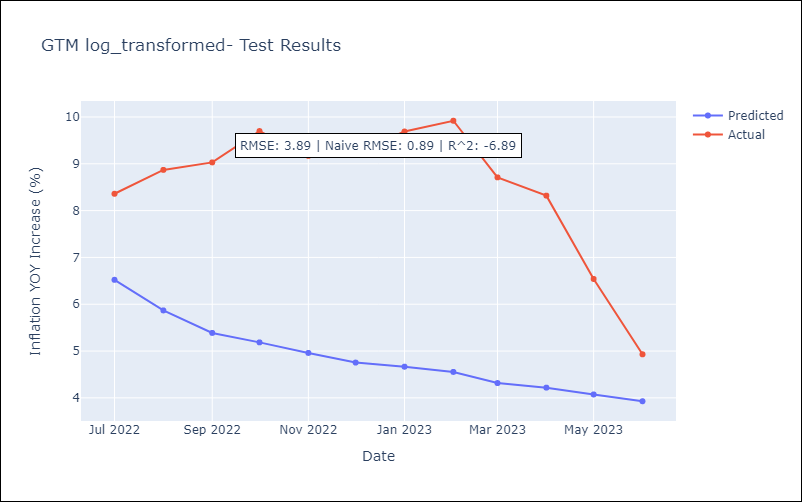 GTM log_transformed- Test Results
Predicted
Actual
RMSE: 3.89 | Naive RMSE: 0.89 | R^2: -6.89
Inflation YOY Increase (%)
10
9
8
7
6
5
4
Jul 2022
Sep 2022
Nov 2022
Jan 2023
Mar 2023
May 2023
Date